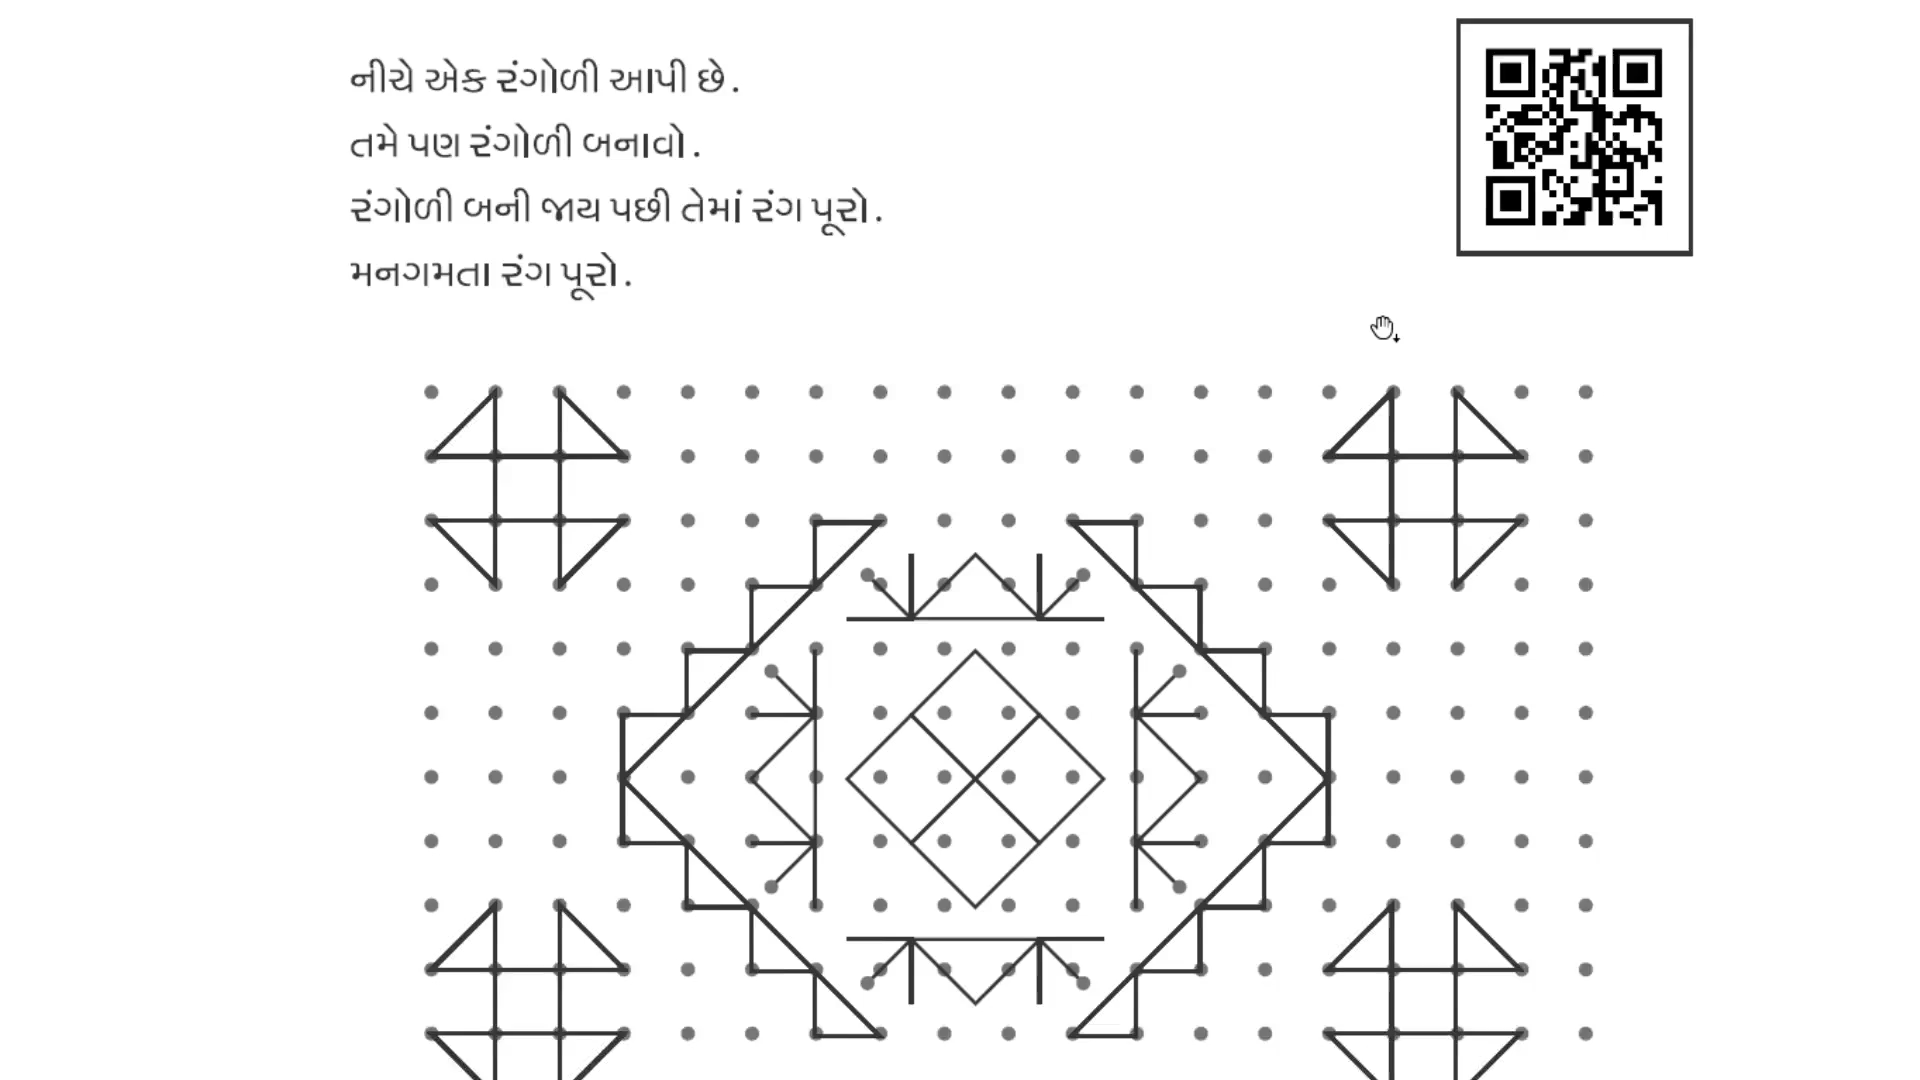 નીચે એક રંગોળી આપી છે.
તમે પણ રંગોળી બનાવો.
રંગોળી બની જાય પછી તેમાં રંગ પૂરો.
મનગમતા રંગ પૂરો.